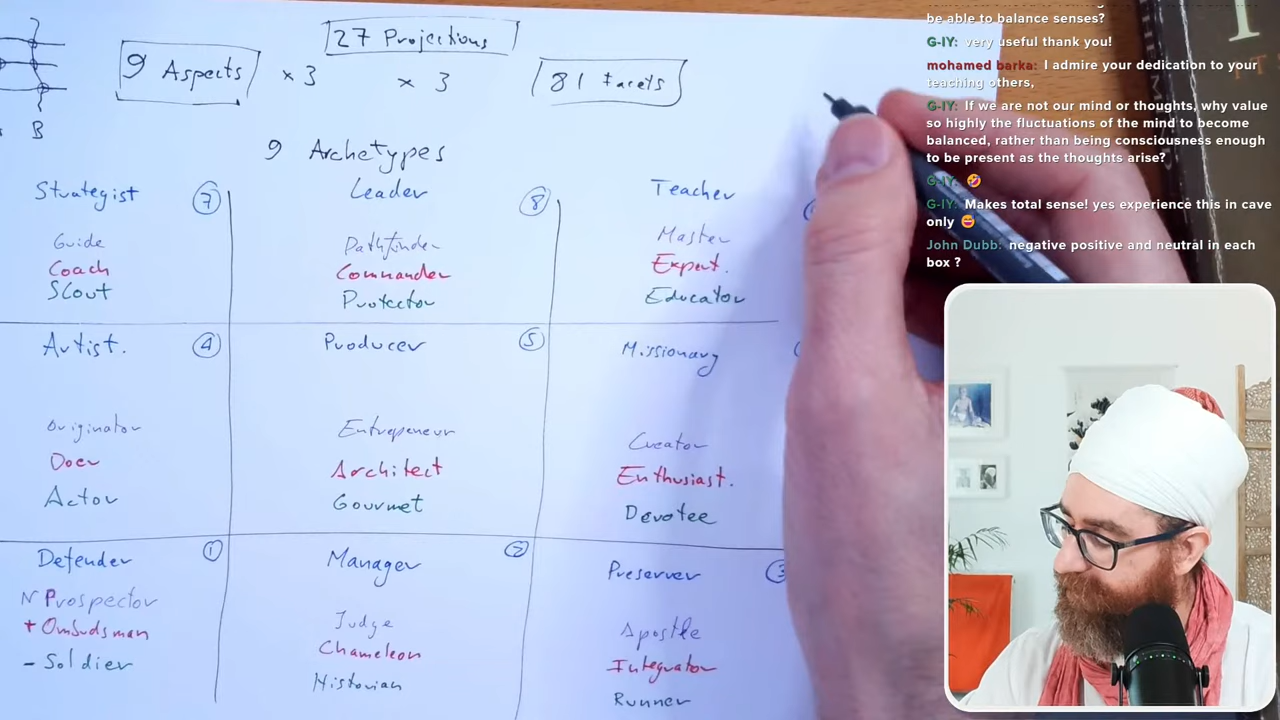 27 Projections
9 Aspects × 3 × 3 81 Facets
B
9 Archetypes
Strategist 7
Guide
Coach
Scout
Leader 8
Pathfinder
Commander
Protector
Teacher
Master
Expert.
Educator
Artist. 4
Originator
Doer
Actor
Producer 5
Entrepeneur
Architect
Gourmet
Missionary
Creator
Enthusiast.
Devotee
Defender 1
N Prospector
+ Ombudsman
- Soldier
Manager 2
Judge
Chameleon
Historian
Preserver 3
Apostle
Integrator
Runner
be able to balance senses?
G-IY: very useful thank you!
mohamed barka: I admire your dedication to your
teaching others,
G-IY: If we are not our mind or thoughts, why value
so highly the fluctuations of the mind to become
balanced, rather than being consciousness enough
to be present as the thoughts arise?
G-IY: 🤣
G-IY: Makes total sense! yes experience this in cave
only 😅
John Dubb: negative positive and neutral in each
box ?